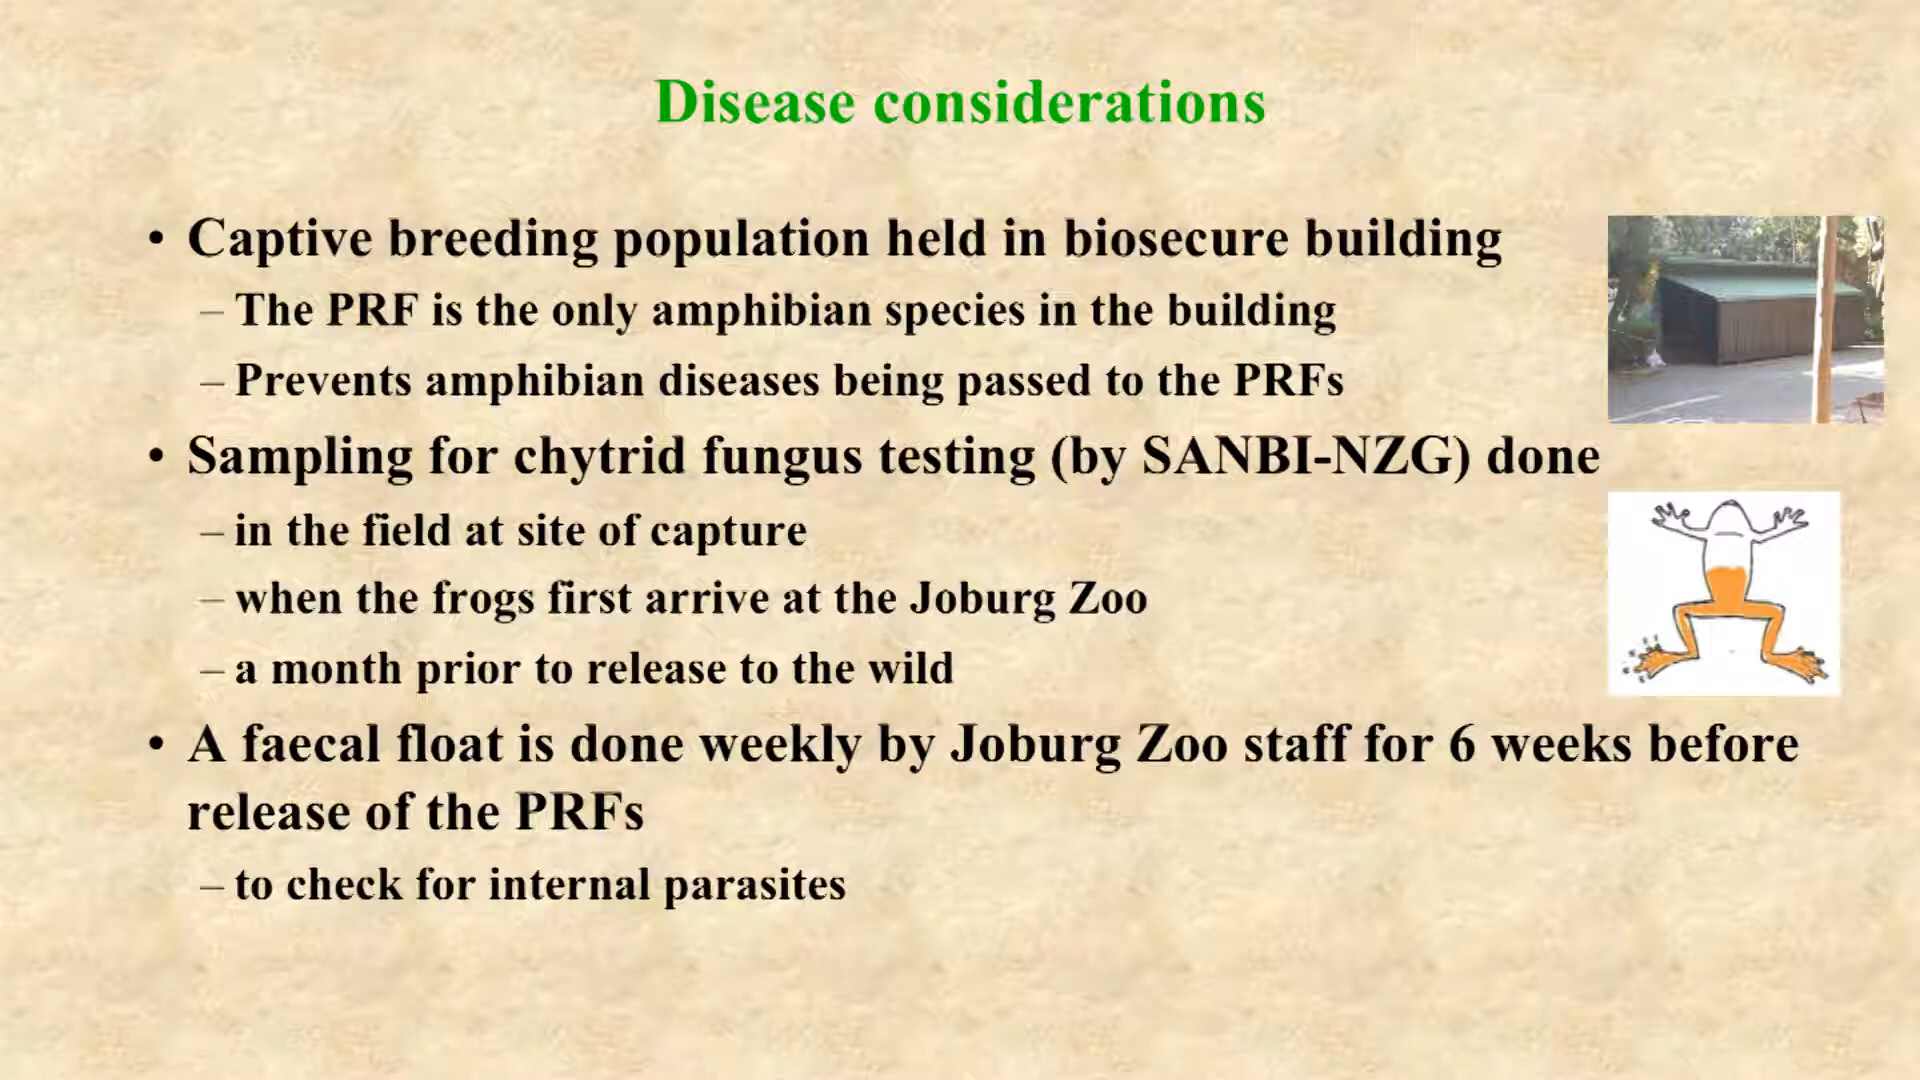 Disease considerations
• Captive breeding population held in biosecure building
– The PRF is the only amphibian species in the building
– Prevents amphibian diseases being passed to the PRFs
• Sampling for chytrid fungus testing (by SANBI-NZG) done
– in the field at site of capture
– when the frogs first arrive at the Joburg Zoo
– a month prior to release to the wild
• A faecal float is done weekly by Joburg Zoo staff for 6 weeks before
release of the PRFs
– to check for internal parasites